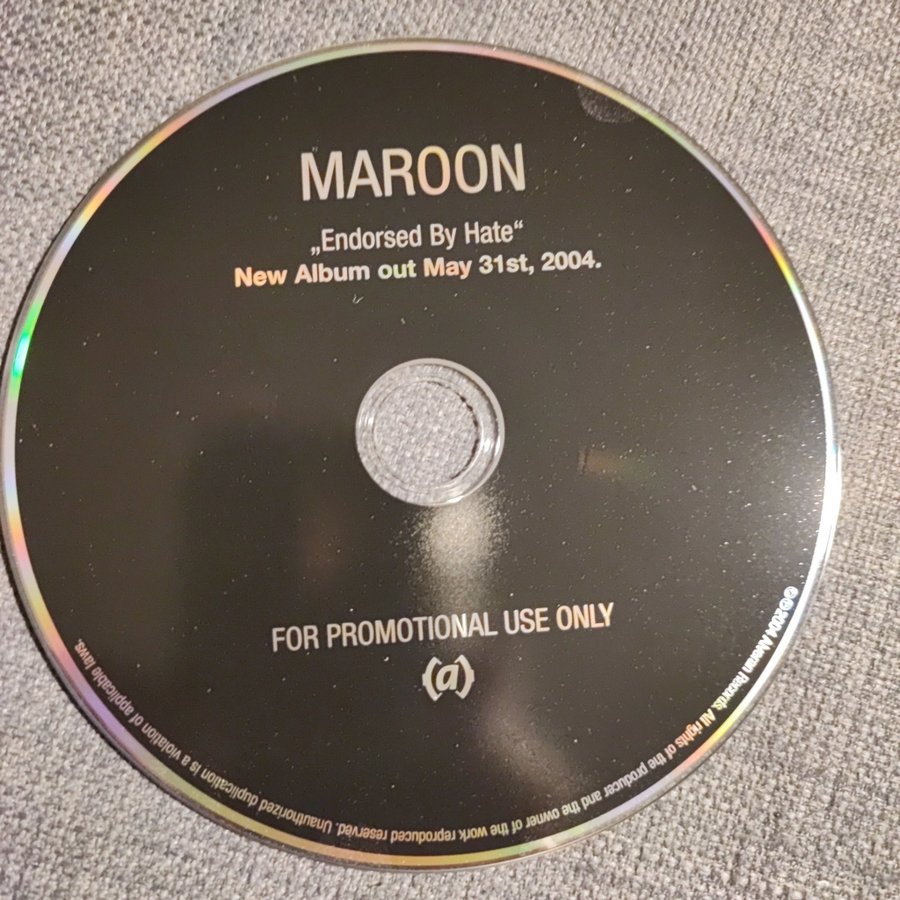 MAROON
„Endorsed By Hate“
New Album out May 31st, 2004.
FOR PROMOTIONAL USE ONLY
(a)
©℗2004 Alveran Records. All rights of the producer and the owner of the work reproduced reserved. Unauthorized duplication is a violation of applicable laws.